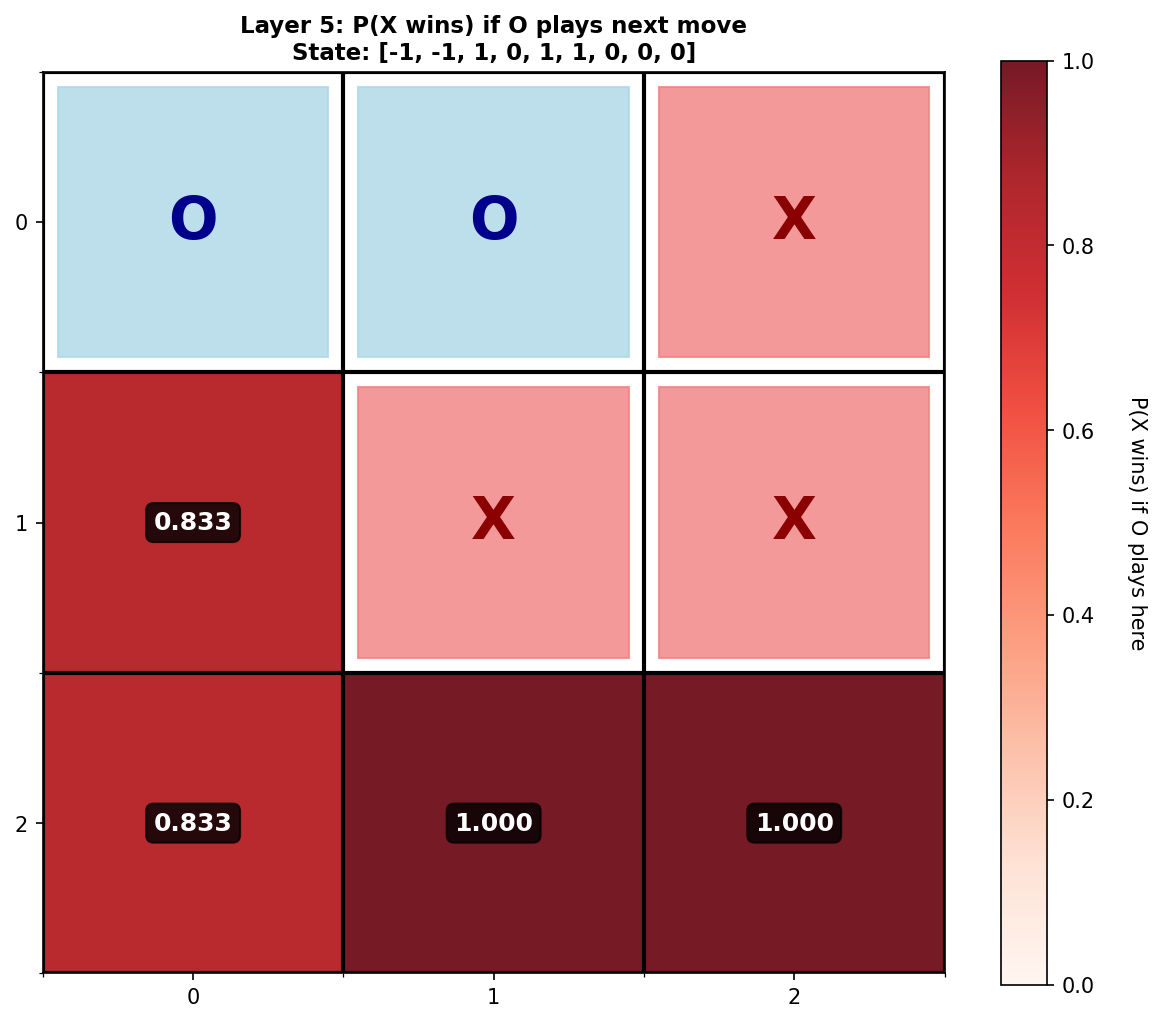 Layer 5: P(X wins) if O plays next move
State: [-1, -1, 1, 0, 1, 1, 0, 0, 0]
0
O
O
X
1
0.833
X
X
2
0.833
1.000
1.000
0
1
2
1.0
0.8
0.6
0.4
0.2
0.0
P(X wins) if O plays here